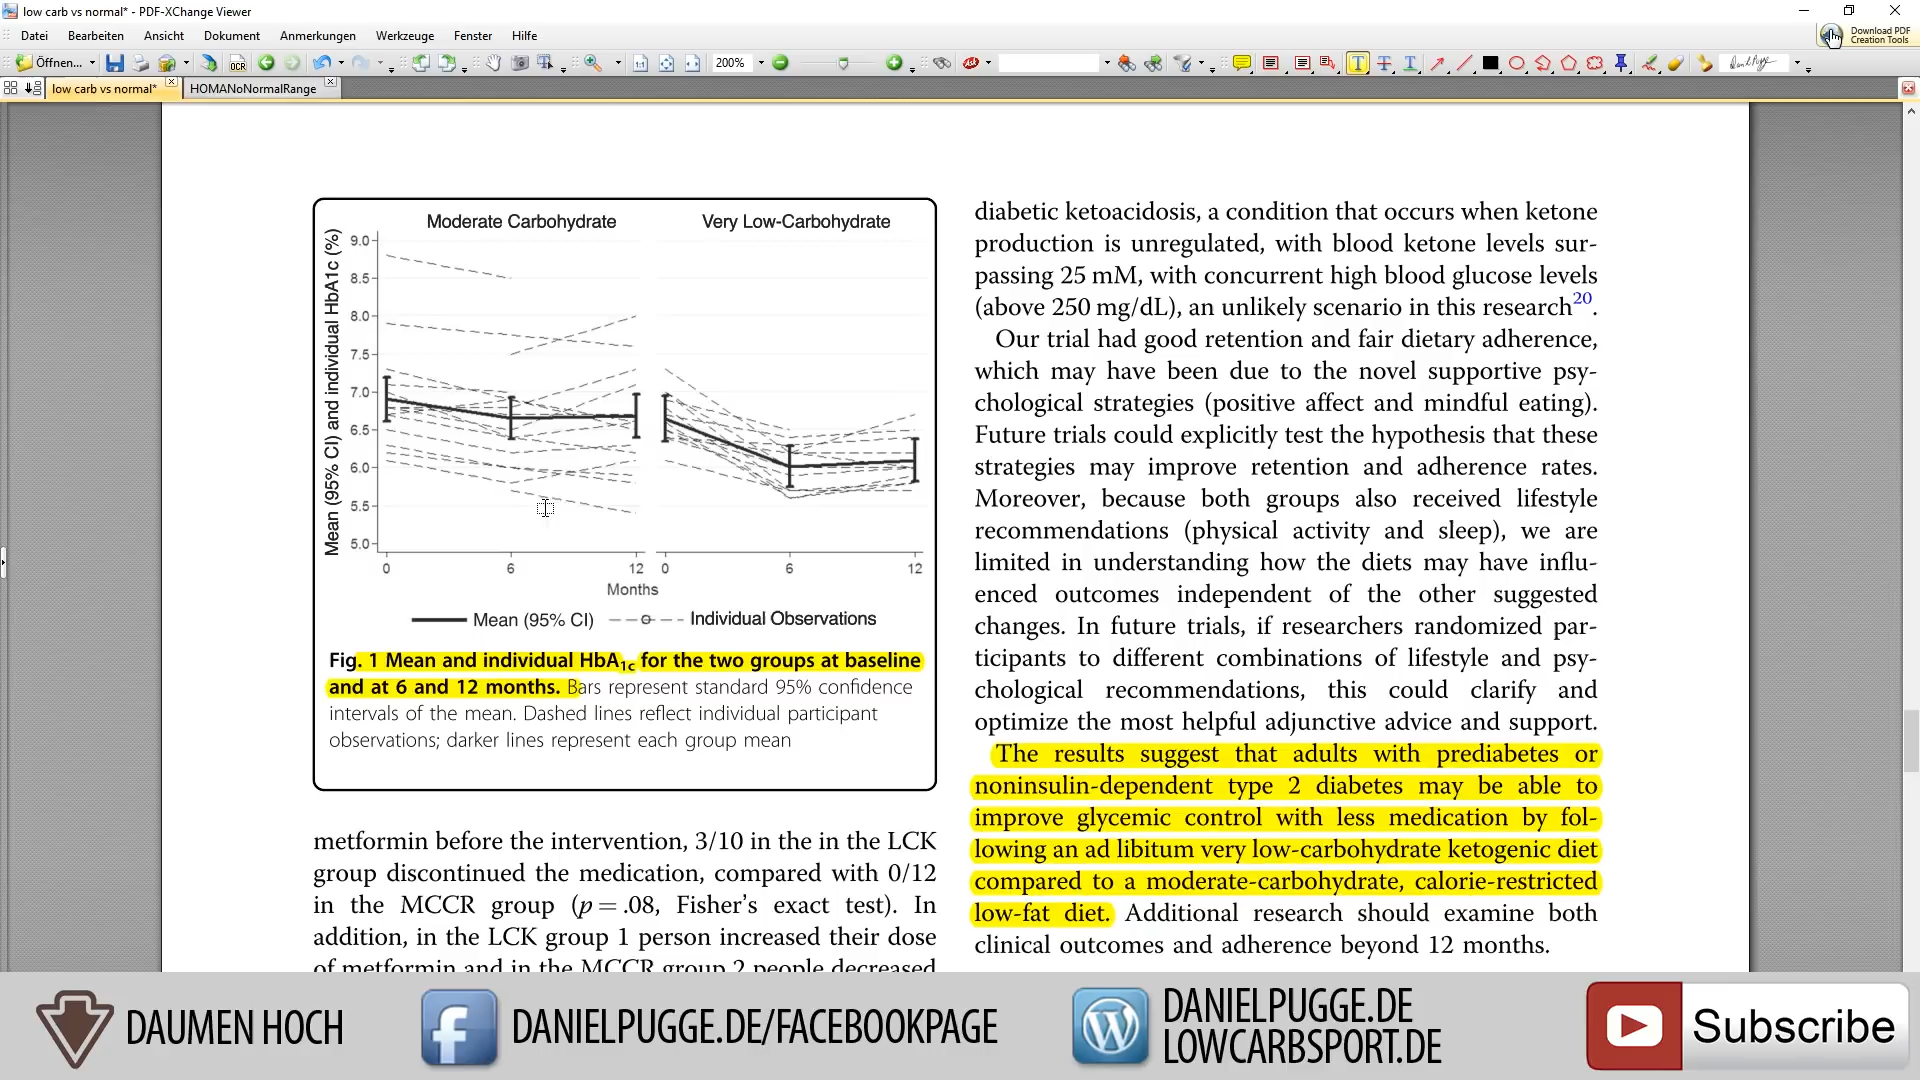 low carb vs normal* - PDF-XChange Viewer
Download PDF
Creation Tools
Datei Bearbeiten Ansicht Dokument Anmerkungen Werkzeuge Fenster Hilfe
Öffnen... OCR 200%
low carb vs normal* HOMANoNormalRange
Moderate Carbohydrate Very Low-Carbohydrate
Mean (95% CI) and individual HbA1c (%)
9.0
8.5
8.0
7.5
7.0
6.5
6.0
5.5
5.0
0 6 12 0 6 12
Months
Mean (95% CI) Individual Observations
Fig. 1 Mean and individual HbA1c for the two groups at baseline
and at 6 and 12 months. Bars represent standard 95% confidence
intervals of the mean. Dashed lines reflect individual participant
observations; darker lines represent each group mean
metformin before the intervention, 3/10 in the in the LCK
group discontinued the medication, compared with 0/12
in the MCCR group (p = .08, Fisher's exact test). In
addition, in the LCK group 1 person increased their dose
of metformin and in the MCCR group 2 people decreased
diabetic ketoacidosis, a condition that occurs when ketone
production is unregulated, with blood ketone levels sur-
passing 25 mM, with concurrent high blood glucose levels
(above 250 mg/dL), an unlikely scenario in this research20.
Our trial had good retention and fair dietary adherence,
which may have been due to the novel supportive psy-
chological strategies (positive affect and mindful eating).
Future trials could explicitly test the hypothesis that these
strategies may improve retention and adherence rates.
Moreover, because both groups also received lifestyle
recommendations (physical activity and sleep), we are
limited in understanding how the diets may have influ-
enced outcomes independent of the other suggested
changes. In future trials, if researchers randomized par-
ticipants to different combinations of lifestyle and psy-
chological recommendations, this could clarify and
optimize the most helpful adjunctive advice and support.
The results suggest that adults with prediabetes or
noninsulin-dependent type 2 diabetes may be able to
improve glycemic control with less medication by fol-
lowing an ad libitum very low-carbohydrate ketogenic diet
compared to a moderate-carbohydrate, calorie-restricted
low-fat diet. Additional research should examine both
clinical outcomes and adherence beyond 12 months.
DAUMEN HOCH
DANIELPUGGE.DE/FACEBOOKPAGE
DANIELPUGGE.DE
LOWCARBSPORT.DE
Subscribe